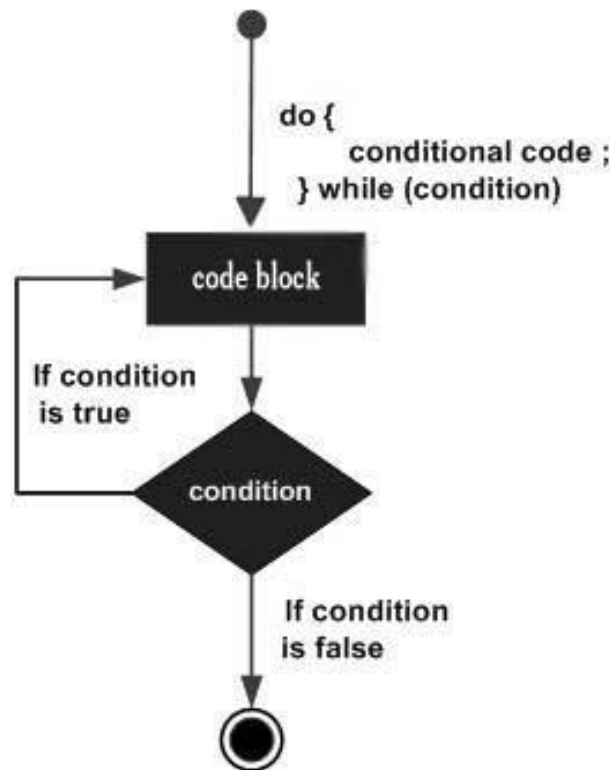 do {
conditional code ;
} while (condition)
code block
If condition
is true
condition
If condition
is false